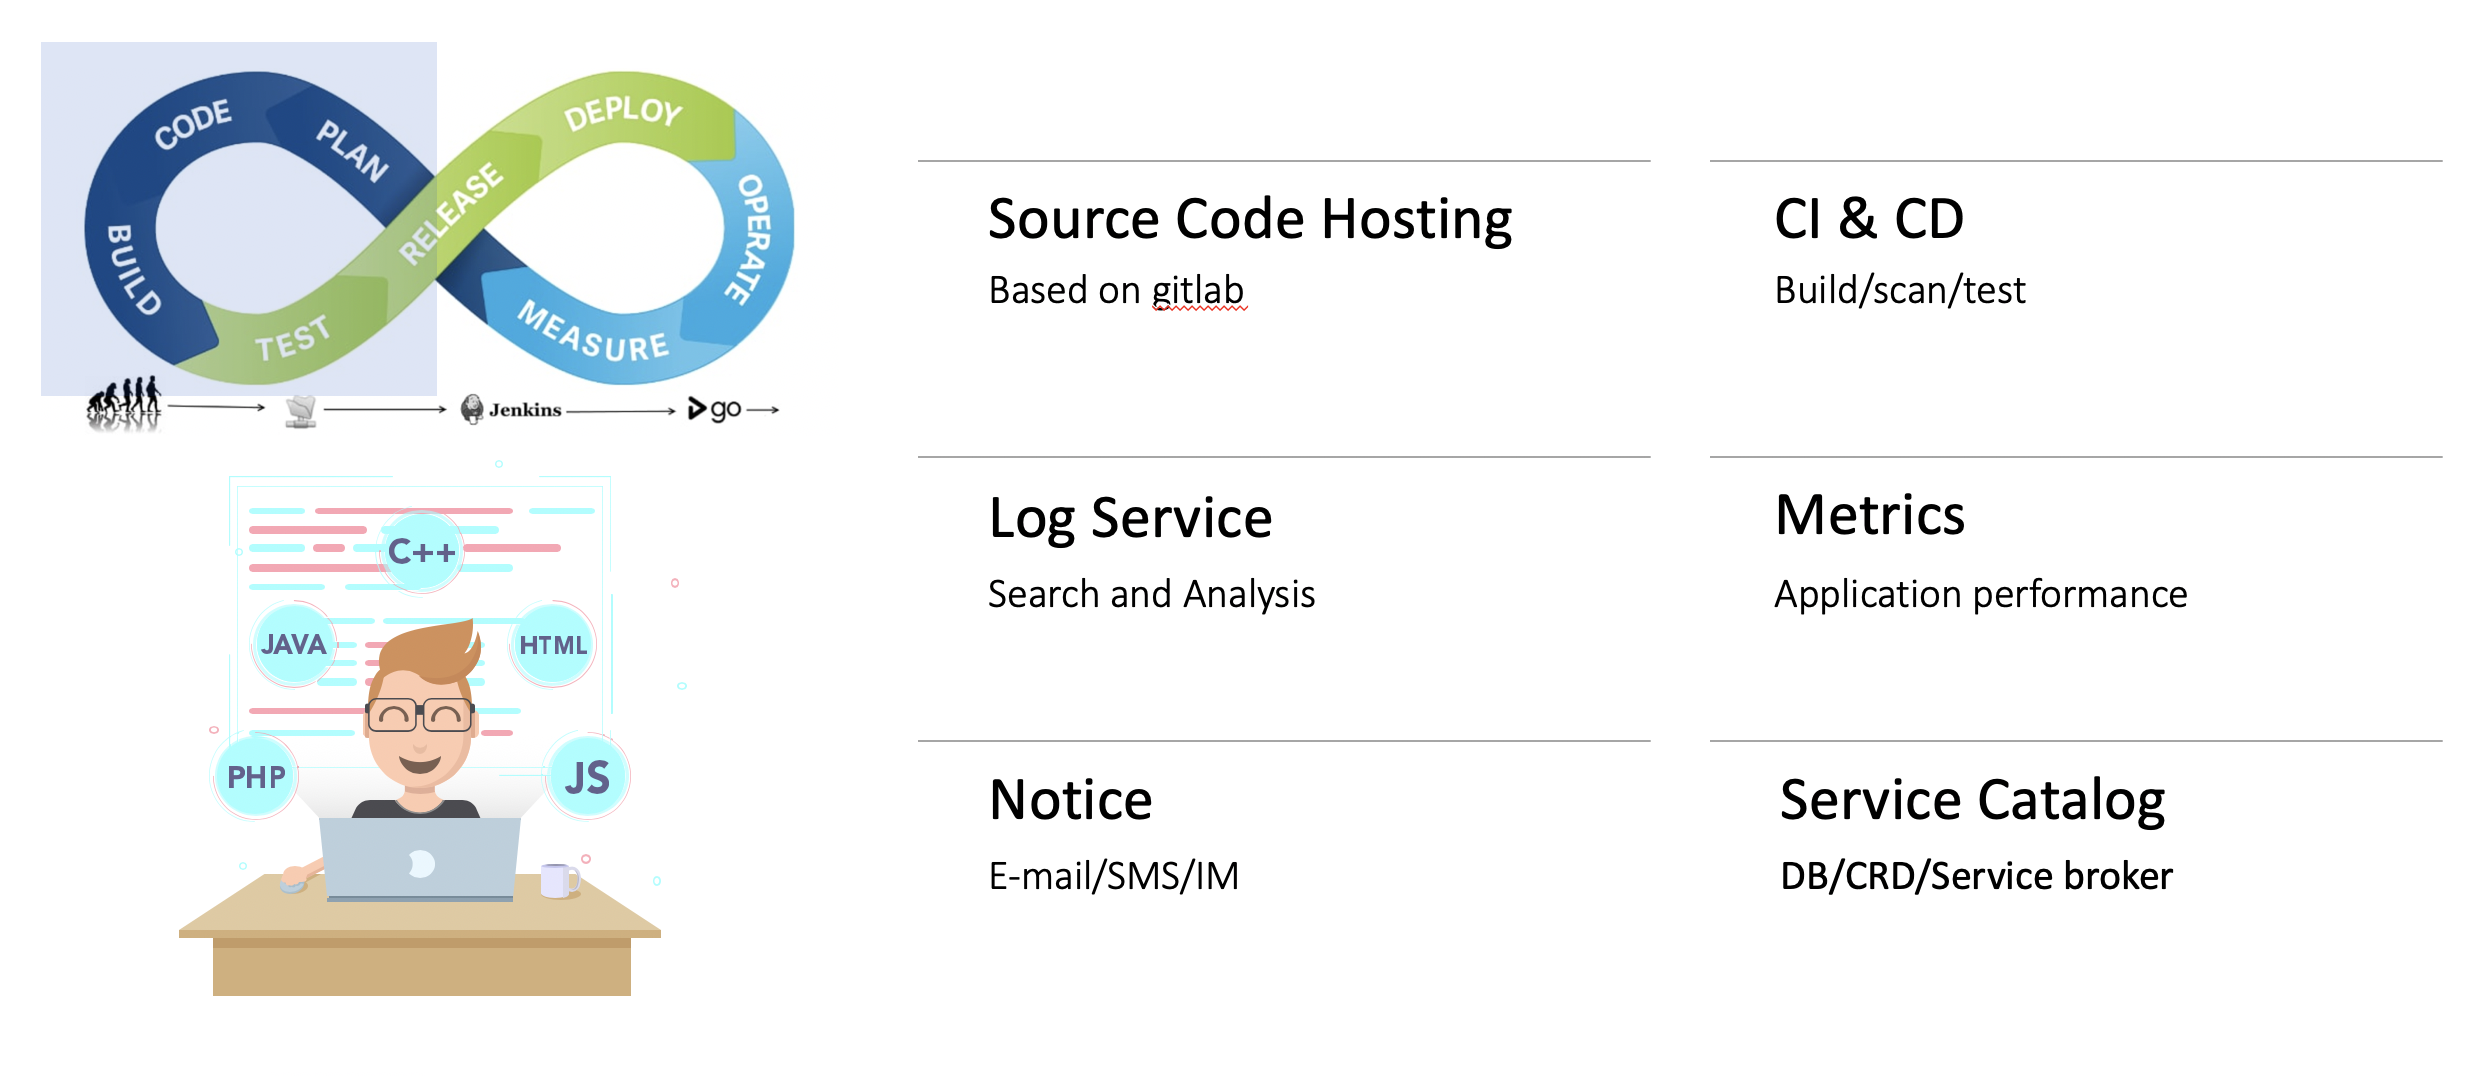 CODE
PLAN
BUILD
TEST
RELEASE
DEPLOY
OPERATE
MEASURE
Jenkins
go
C++
JAVA
HTML
PHP
JS
Source Code Hosting
Based on gitlab
CI & CD
Build/scan/test
Log Service
Search and Analysis
Metrics
Application performance
Notice
E-mail/SMS/IM
Service Catalog
DB/CRD/Service broker